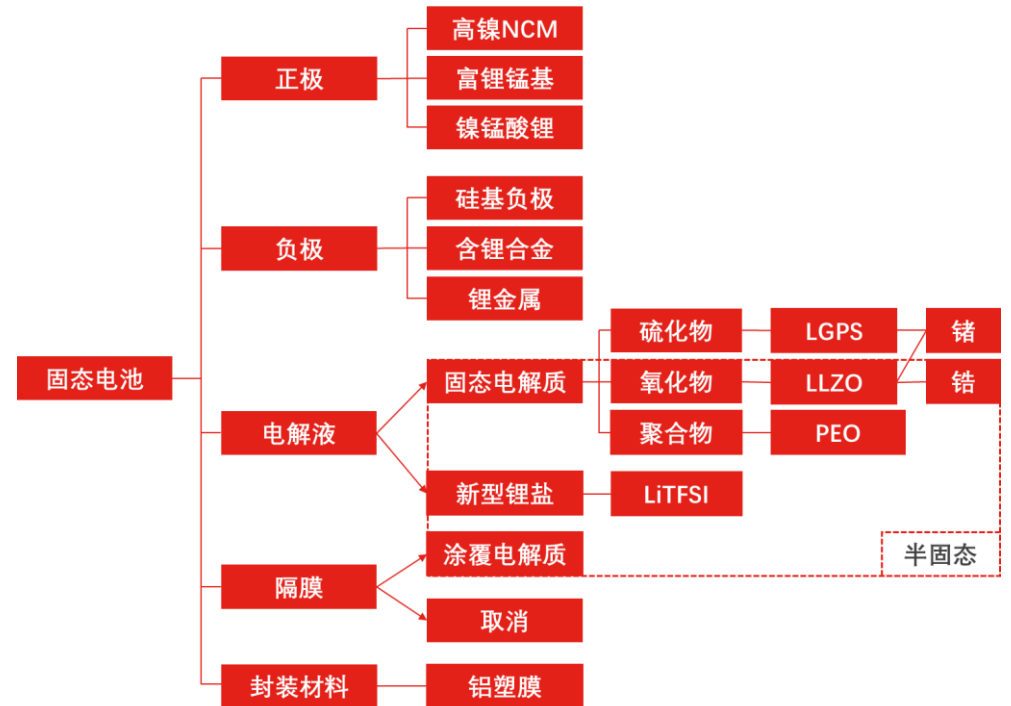 固态电池
正极
高镍NCM
富锂锰基
镍锰酸锂
负极
硅基负极
含锂合金
锂金属
电解液
固态电解质
硫化物
LGPS
锗
氧化物
LLZO
锆
聚合物
PEO
新型锂盐
LiTFSI
隔膜
涂覆电解质
取消
半固态
封装材料
铝塑膜